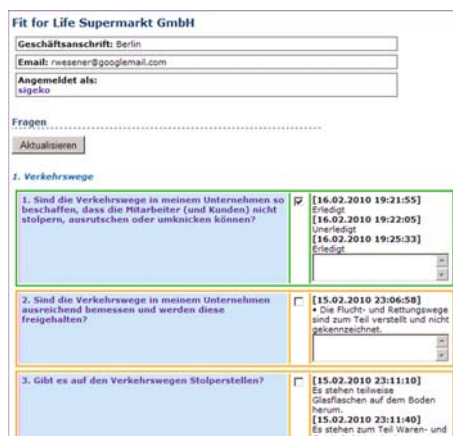 Fit for Life Supermarkt GmbH
Geschäftsanschrift: Berlin
Email: rwesener@googlemail.com
Angemeldet als:
sigeko
Fragen
Aktualisieren
1. Verkehrswege
1. Sind die Verkehrswege in meinem Unternehmen so
beschaffen, dass die Mitarbeiter (und Kunden) nicht
stolpern, ausrutschen oder umknicken können?
[16.02.2010 19:21:55]
Erledigt
[16.02.2010 19:22:05]
Unerledigt
[16.02.2010 19:25:33]
Erledigt
2. Sind die Verkehrswege in meinem Unternehmen
ausreichend bemessen und werden diese
freigehalten?
[15.02.2010 23:06:58]
• Die Flucht- und Rettungswege
sind zum Teil verstellt und nicht
gekennzeichnet.
3. Gibt es auf den Verkehrswegen Stolperstellen?
[15.02.2010 23:11:10]
Es stehen teilweise
Glasflaschen auf dem Boden
herum.
[15.02.2010 23:11:40]
Es stehen zum Teil Waren- und